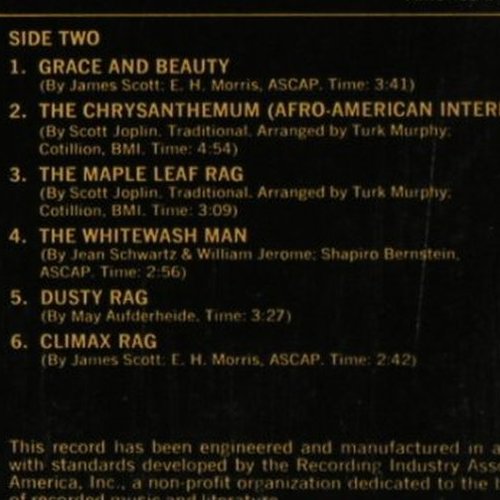 SIDE TWO
1. GRACE AND BEAUTY
(By James Scott; E. H. Morris, ASCAP. Time: 3:41)
2. THE CHRYSANTHEMUM (AFRO-AMERICAN INTER
(By Scott Joplin. Traditional. Arranged by Turk Murphy;
Cotillion, BMI. Time: 4:54)
3. THE MAPLE LEAF RAG
(By Scott Joplin. Traditional. Arranged by Turk Murphy;
Cotillion, BMI. Time: 3:09)
4. THE WHITEWASH MAN
(By Jean Schwartz & William Jerome; Shapiro Bernstein,
ASCAP. Time: 2:56)
5. DUSTY RAG
(By May Aufderheide. Time: 3:27)
6. CLIMAX RAG
(By James Scott; E. H. Morris, ASCAP. Time: 2:42)
This record has been engineered and manufactured in a
with standards developed by the Recording Industry Ass
America, Inc., a non-profit organization dedicated to the
of recorded music and literature